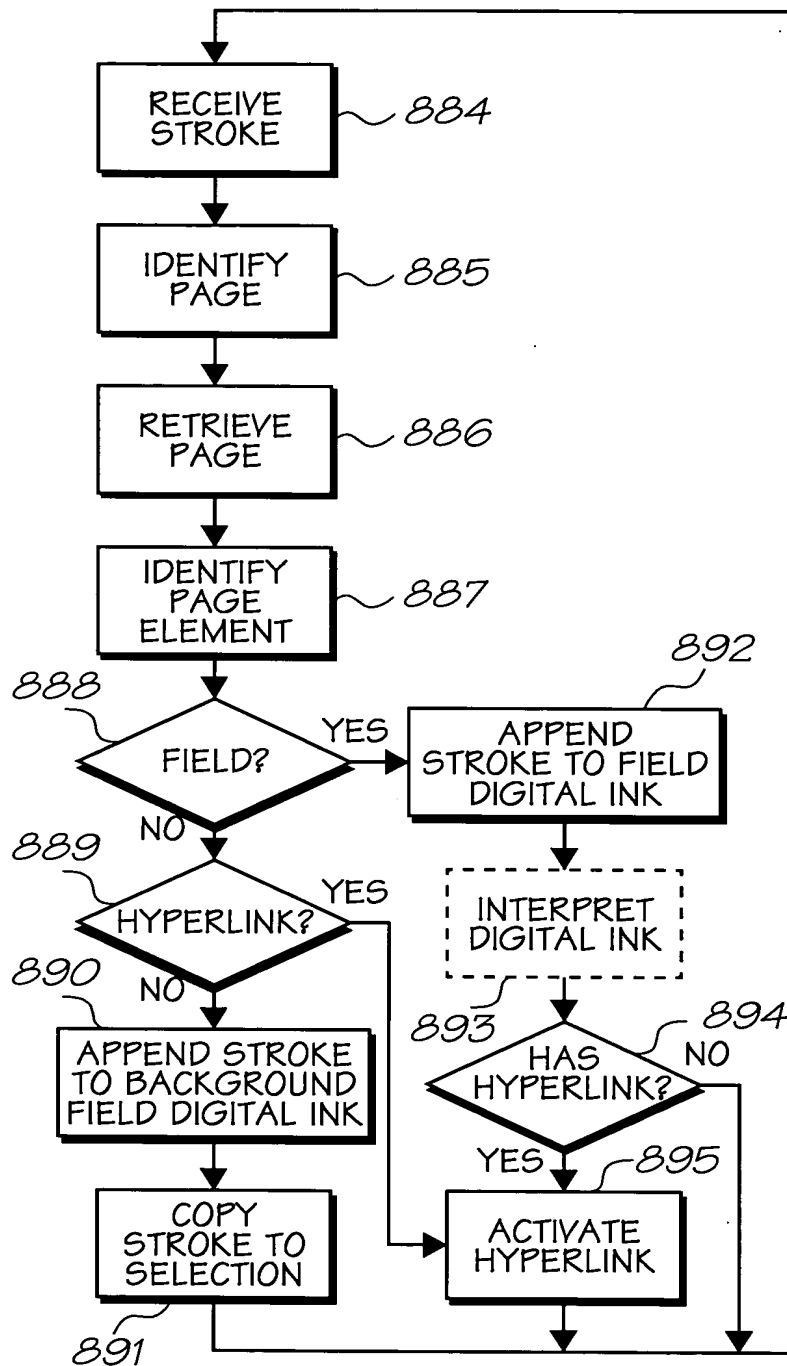 RECEIVE
STROKE
884
IDENTIFY
PAGE
885
RETRIEVE
PAGE
886
IDENTIFY
PAGE
ELEMENT
887
888
FIELD?
YES
NO
892
APPEND
STROKE TO FIELD
DIGITAL INK
889
HYPERLINK?
YES
NO
INTERPRET
DIGITAL INK
893
890
APPEND STROKE
TO BACKGROUND
FIELD DIGITAL INK
894
HAS
HYPERLINK?
NO
YES
895
COPY
STROKE TO
SELECTION
891
ACTIVATE
HYPERLINK